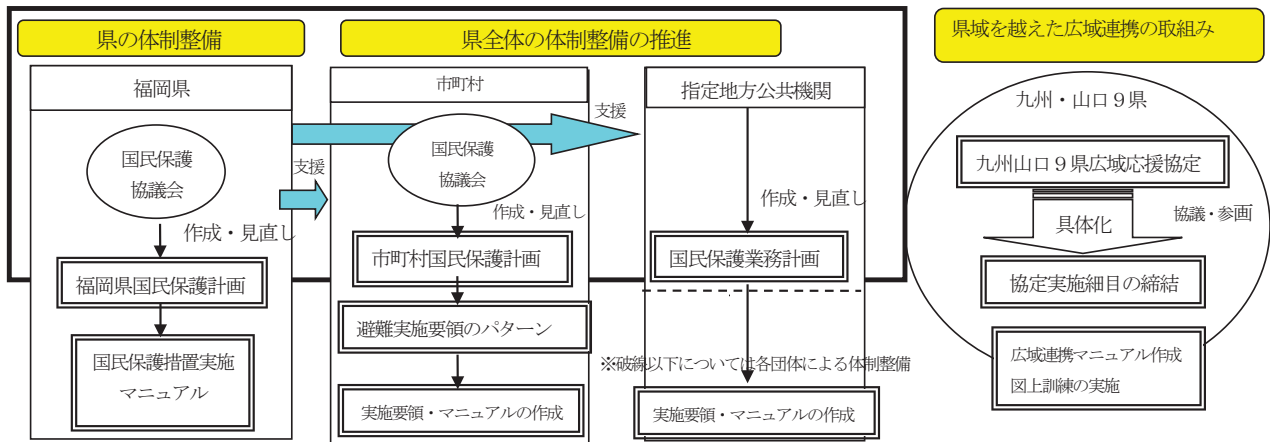 県の体制整備
県全体の体制整備の推進
県域を越えた広域連携の取組み
福岡県
国民保護
協議会
作成・見直し
福岡県国民保護計画
国民保護措置実施
マニュアル
支援
支援
市町村
国民保護
協議会
作成・見直し
市町村国民保護計画
避難実施要領のパターン
実施要領・マニュアルの作成
指定地方公共機関
作成・見直し
国民保護業務計画
※破線以下については各団体による体制整備
実施要領・マニュアルの作成
九州・山口９県
九州山口９県広域応援協定
具体化
協議・参画
協定実施細目の締結
広域連携マニュアル作成
図上訓練の実施